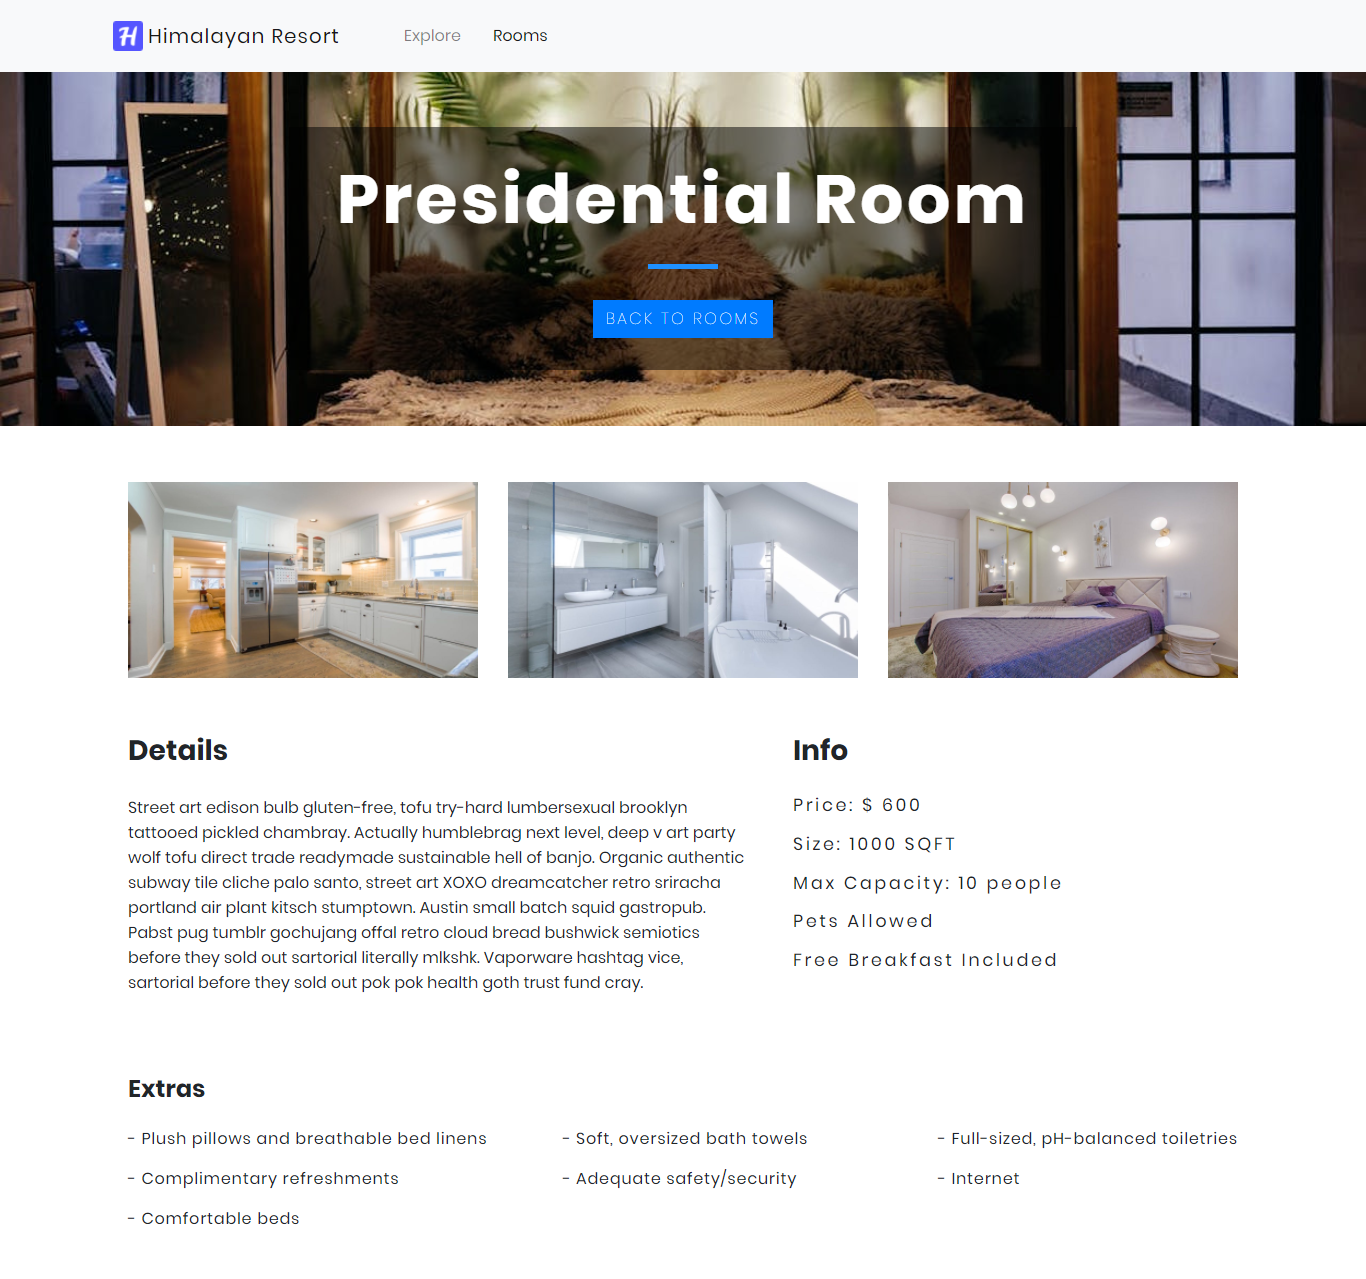 H Himalayan Resort Explore Rooms
Presidential Room
BACK TO ROOMS
Details
Street art edison bulb gluten-free, tofu try-hard lumbersexual brooklyn
tattooed pickled chambray. Actually humblebrag next level, deep v art party
wolf tofu direct trade readymade sustainable hell of banjo. Organic authentic
subway tile cliche palo santo, street art XOXO dreamcatcher retro sriracha
portland air plant kitsch stumptown. Austin small batch squid gastropub.
Pabst pug tumblr gochujang offal retro cloud bread bushwick semiotics
before they sold out sartorial literally mlkshk. Vaporware hashtag vice,
sartorial before they sold out pok pok health goth trust fund cray.
Info
Price: $ 600
Size: 1000 SQFT
Max Capacity: 10 people
Pets Allowed
Free Breakfast Included
Extras
- Plush pillows and breathable bed linens
- Soft, oversized bath towels
- Full-sized, pH-balanced toiletries
- Complimentary refreshments
- Adequate safety/security
- Internet
- Comfortable beds